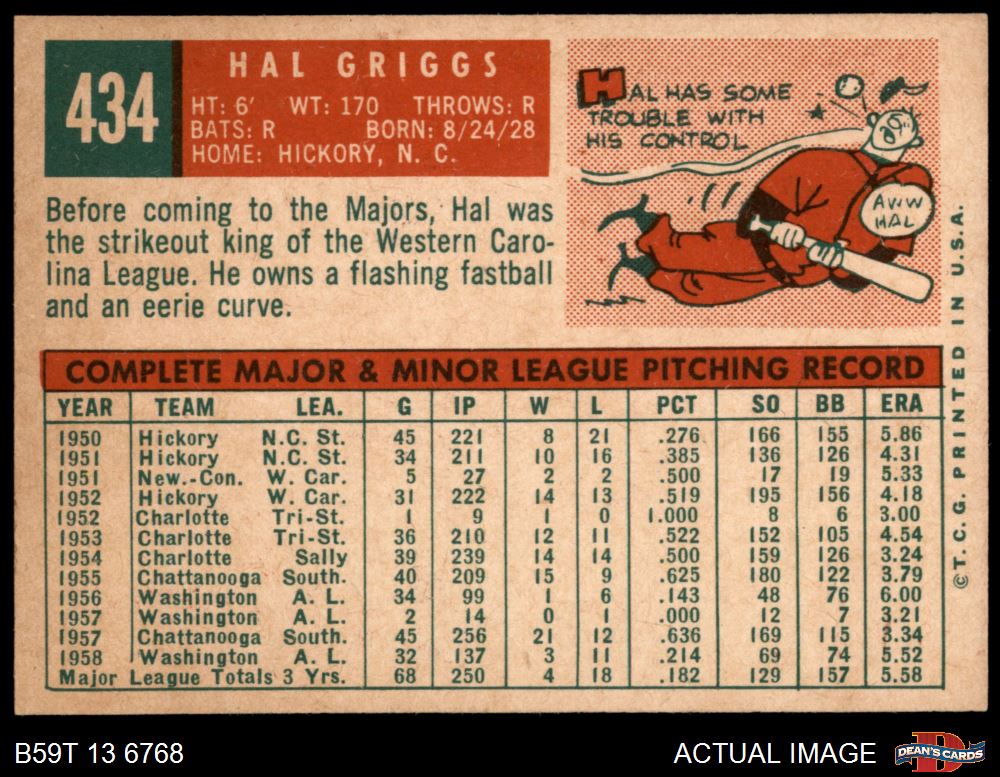 434
HAL GRIGGS
HT: 6' WT: 170 THROWS: R
BATS: R BORN: 8/24/28
HOME: HICKORY, N. C.
HAL HAS SOME
TROUBLE WITH
HIS CONTROL
AWW
HAL
Before coming to the Majors, Hal was
the strikeout king of the Western Caro-
lina League. He owns a flashing fastball
and an eerie curve.
COMPLETE MAJOR & MINOR LEAGUE PITCHING RECORD
YEAR TEAM LEA. G IP W L PCT SO BB ERA
1950 Hickory N.C. St. 45 221 8 21 .276 166 155 5.86
1951 Hickory N.C. St. 34 211 10 16 .385 136 126 4.31
1951 New.-Con. W. Car. 5 27 2 2 .500 17 19 5.33
1952 Hickory W. Car. 31 222 14 13 .519 195 156 4.18
1952 Charlotte Tri-St. 1 9 1 0 1.000 8 6 3.00
1953 Charlotte Tri-St. 36 210 12 11 .522 152 105 4.54
1954 Charlotte Sally 39 239 14 14 .500 159 126 3.24
1955 Chattanooga South. 40 209 15 9 .625 180 122 3.79
1956 Washington A. L. 34 99 1 6 .143 48 76 6.00
1957 Washington A. L. 2 14 0 1 .000 12 7 3.21
1957 Chattanooga South. 45 256 21 12 .636 169 115 3.34
1958 Washington A. L. 32 137 3 11 .214 69 74 5.52
Major League Totals 3 Yrs. 68 250 4 18 .182 129 157 5.58
© T. C. G. PRINTED IN U. S. A.
B59T 13 6768
ACTUAL IMAGE
D
DEAN'S CARDS